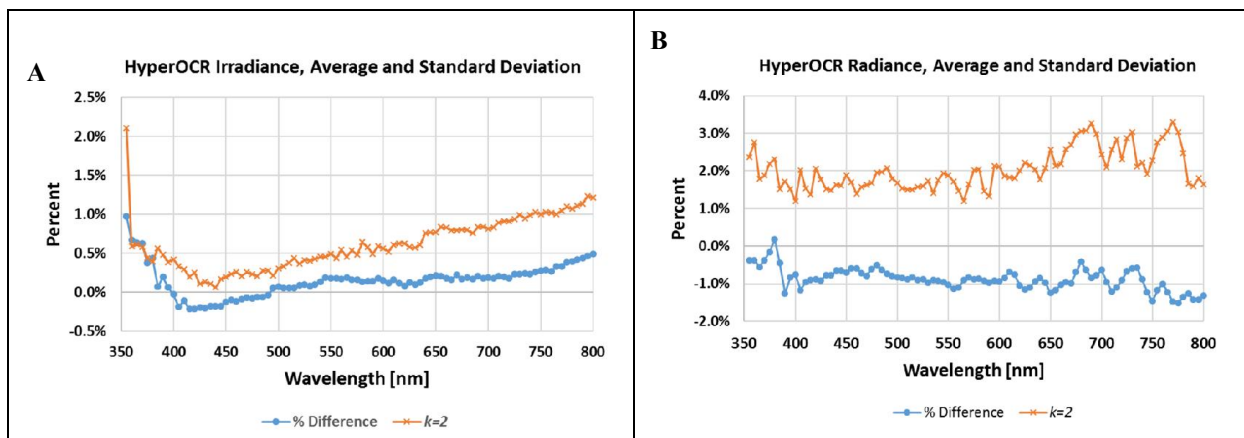 A
HyperOCR Irradiance, Average and Standard Deviation
2.5%
2.0%
1.5%
1.0%
0.5%
0.0%
-0.5%
Percent
350 400 450 500 550 600 650 700 750 800
Wavelength [nm]
% Difference k=2
B
HyperOCR Radiance, Average and Standard Deviation
4.0%
3.0%
2.0%
1.0%
0.0%
-1.0%
-2.0%
Percent
350 400 450 500 550 600 650 700 750 800
Wavelength [nm]
% Difference k=2